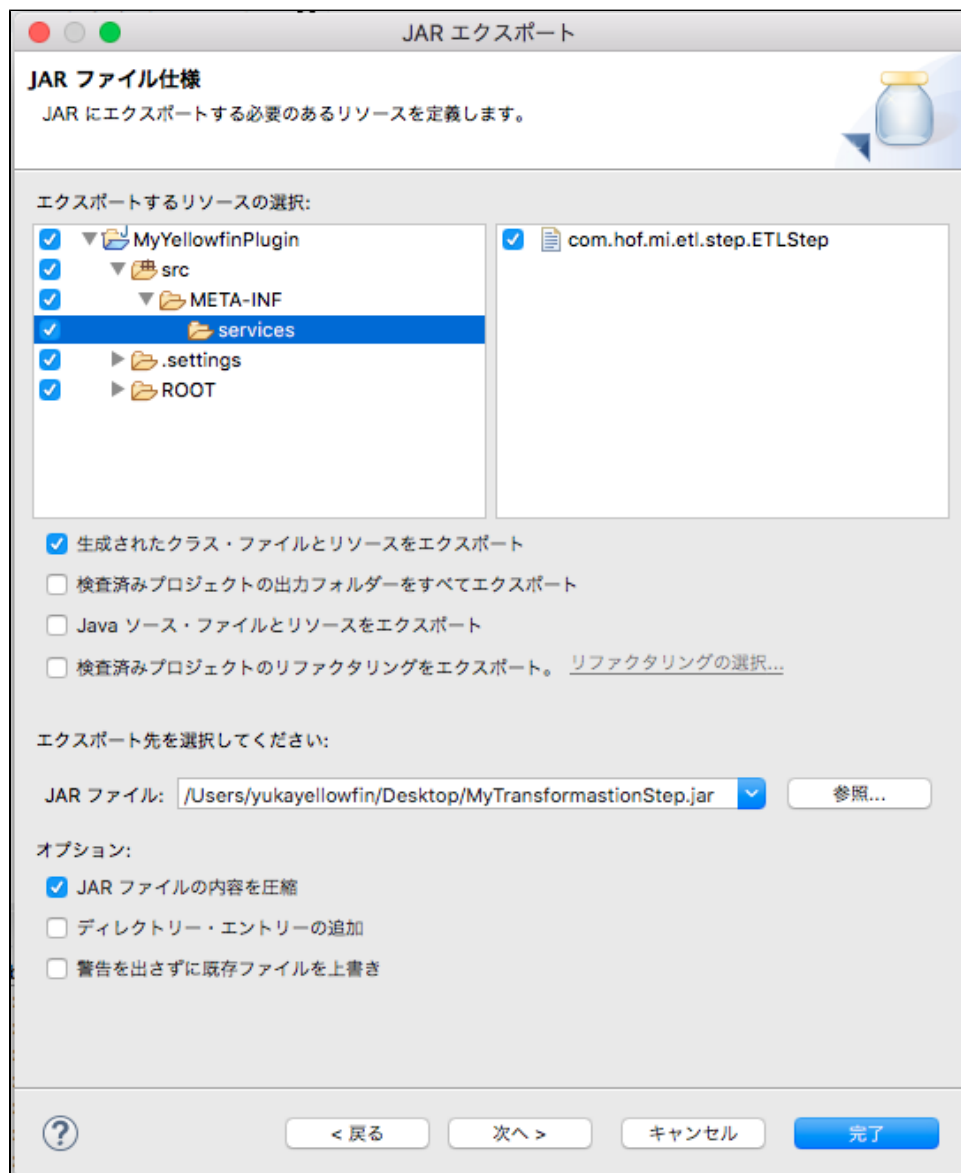 JAR エクスポート
JAR ファイル仕様
JAR にエクスポートする必要のあるリソースを定義します。
エクスポートするリソースの選択:
MyYellowfinPlugin
src
META-INF
services
.settings
ROOT
com.hof.mi.etl.step.ETLStep
生成されたクラス・ファイルとリソースをエクスポート
検査済みプロジェクトの出力フォルダーをすべてエクスポート
Java ソース・ファイルとリソースをエクスポート
検査済みプロジェクトのリファクタリングをエクスポート。 リファクタリングの選択...
エクスポート先を選択してください:
JAR ファイル: /Users/yukayellowfin/Desktop/MyTransformastionStep.jar 参照...
オプション:
JAR ファイルの内容を圧縮
ディレクトリー・エントリーの追加
警告を出さずに既存ファイルを上書き
? < 戻る 次へ > キャンセル 完了